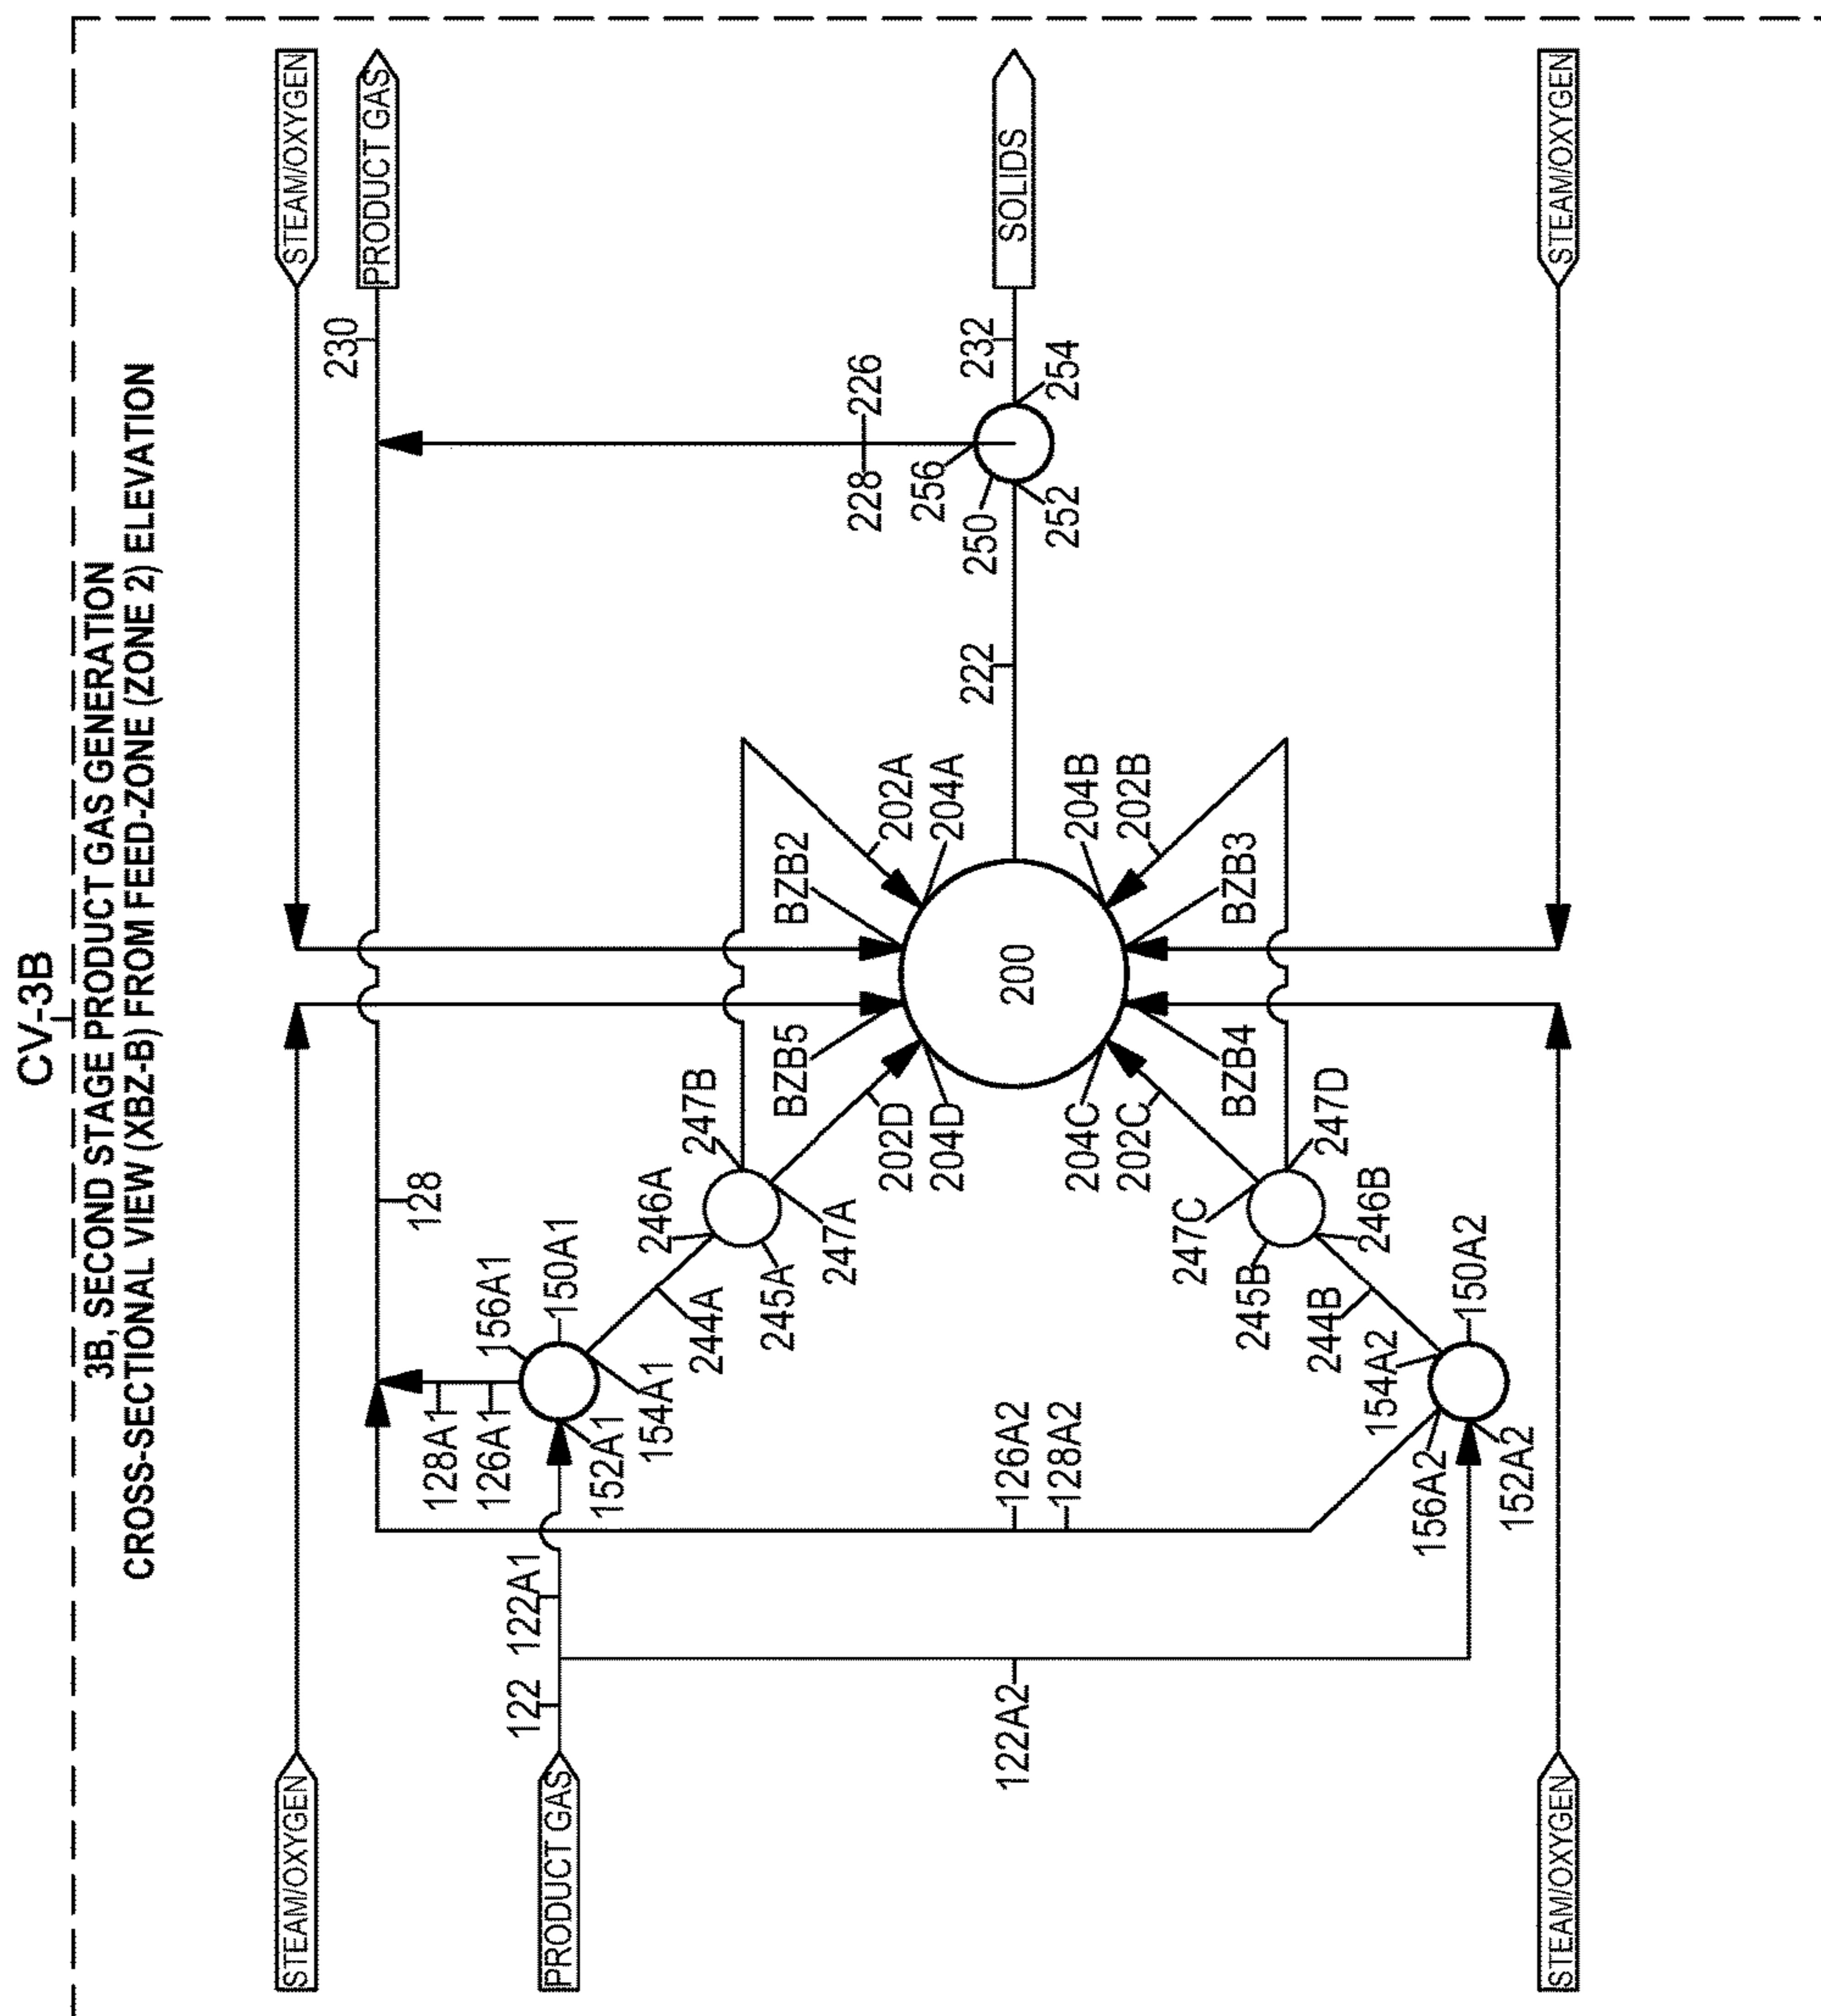 CV-3B
3B, SECOND STAGE PRODUCT GAS GENERATION
CROSS-SECTIONAL VIEW (XBZ-B) FROM FEED-ZONE (ZONE 2) ELEVATION
STEAM/OXYGEN
STEAM/OXYGEN
230
PRODUCT GAS
128
128A1
126A1
156A1
150A1
122
122A1
PRODUCT GAS
152A1
154A1
246A
247B
244A
245A
247A
BZB5
BZB2
202D
202A
204D
204A
228
226
256
250
222
232
SOLIDS
200
122A2
126A2
128A2
252
254
204C
204B
202C
202B
247C
BZB4
BZB3
245B
244B
247D
154A2
246B
156A2
150A2
152A2
STEAM/OXYGEN
STEAM/OXYGEN